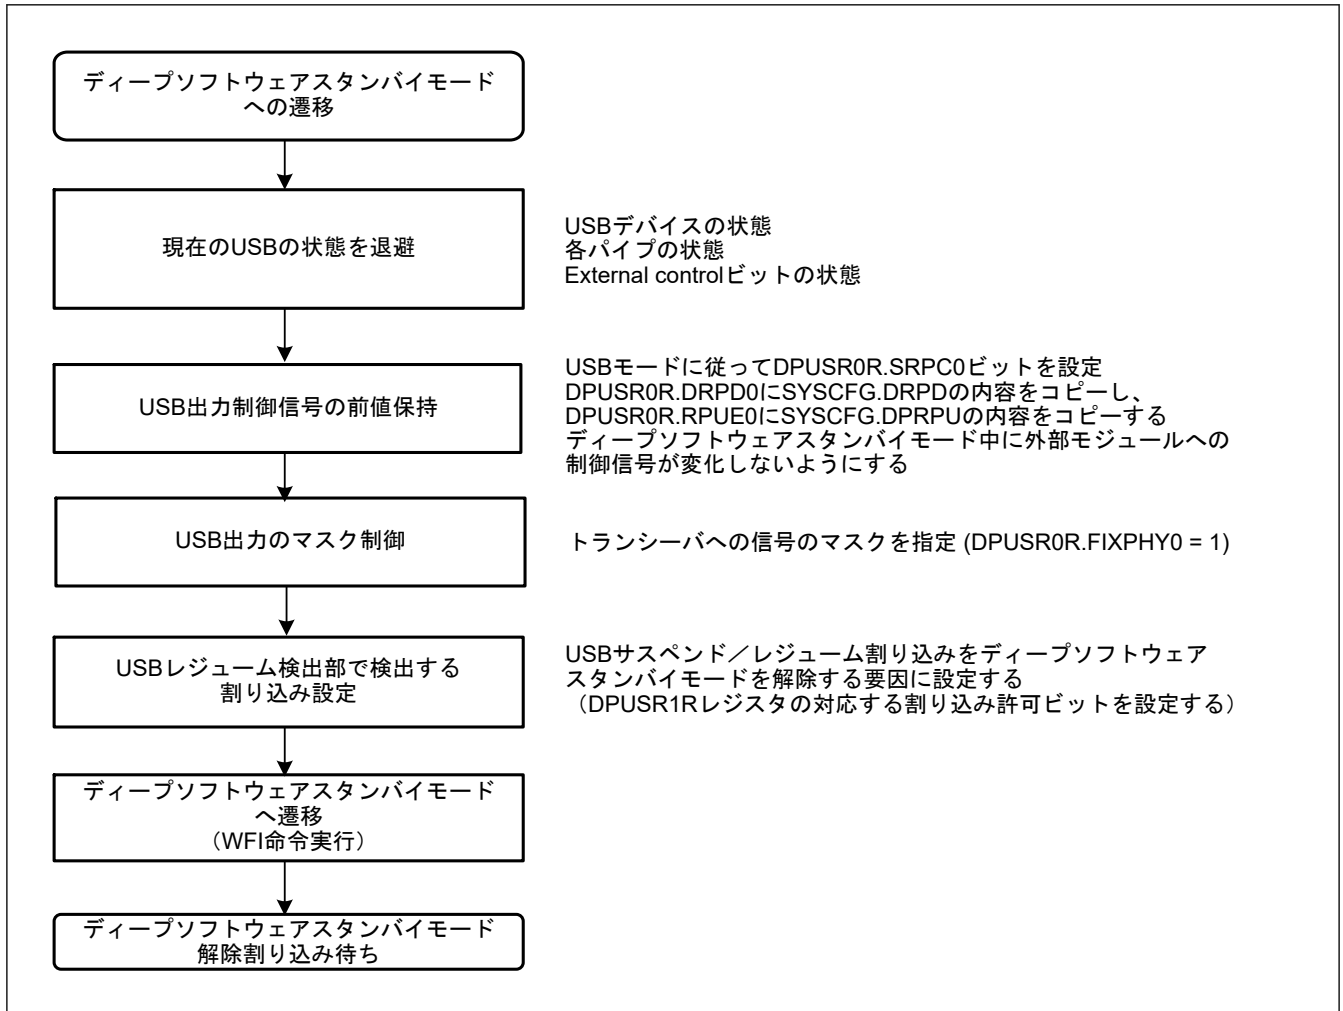 ディープソフトウェアスタンバイモード
への遷移
現在のUSBの状態を退避
USBデバイスの状態
各パイプの状態
External controlビットの状態
USB出力制御信号の前値保持
USBモードに従ってDPUSR0R.SRPC0ビットを設定
DPUSR0R.DRPD0にSYSCFG.DRPDの内容をコピーし、
DPUSR0R.RPUE0にSYSCFG.DPRPUの内容をコピーする
ディープソフトウェアスタンバイモード中に外部モジュールへの
制御信号が変化しないようにする
USB出力のマスク制御
トランシーバへの信号のマスクを指定 (DPUSR0R.FIXPHY0 = 1)
USBレジューム検出部で検出する
割り込み設定
USBサスペンド／レジューム割り込みをディープソフトウェア
スタンバイモードを解除する要因に設定する
（DPUSR1Rレジスタの対応する割り込み許可ビットを設定する）
ディープソフトウェアスタンバイモード
へ遷移
（WFI命令実行）
ディープソフトウェアスタンバイモード
解除割り込み待ち